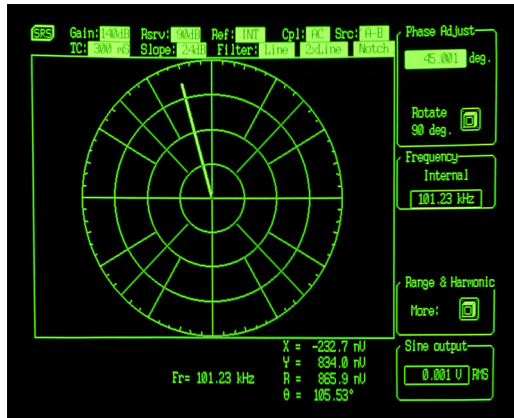 SRS Gain: 140dB Rsrv: 90dB Ref: INT Cpl: AC Src: A-B
TC: 300 mS Slope: 24dB Filter: Line 2xLine Notch
Phase Adjust
45.001 deg.
Rotate
90 deg.
Frequency
Internal
101.23 kHz
Range & Harmonic
More:
Sine output
0.001 V RMS
X = -232.7 nV
Y = 834.0 nV
Fr= 101.23 kHz R = 865.9 nV
θ = 105.53°